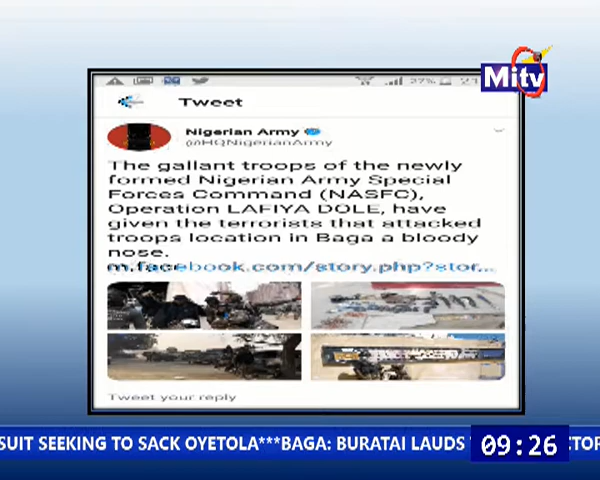 27%
Mitv
Tweet
Nigerian Army
@HQNigerianArmy
The gallant troops of the newly
formed Nigerian Army Special
Forces Command (NASFC),
Operation LAFIYA DOLE, have
given the terrorists that attacked
troops location in Baga a bloody
nose.
m.facebook.com/story.php?stor...
Tweet your reply
SUIT SEEKING TO SACK OYETOLA***BAGA: BURATAI LAUDS
09:26